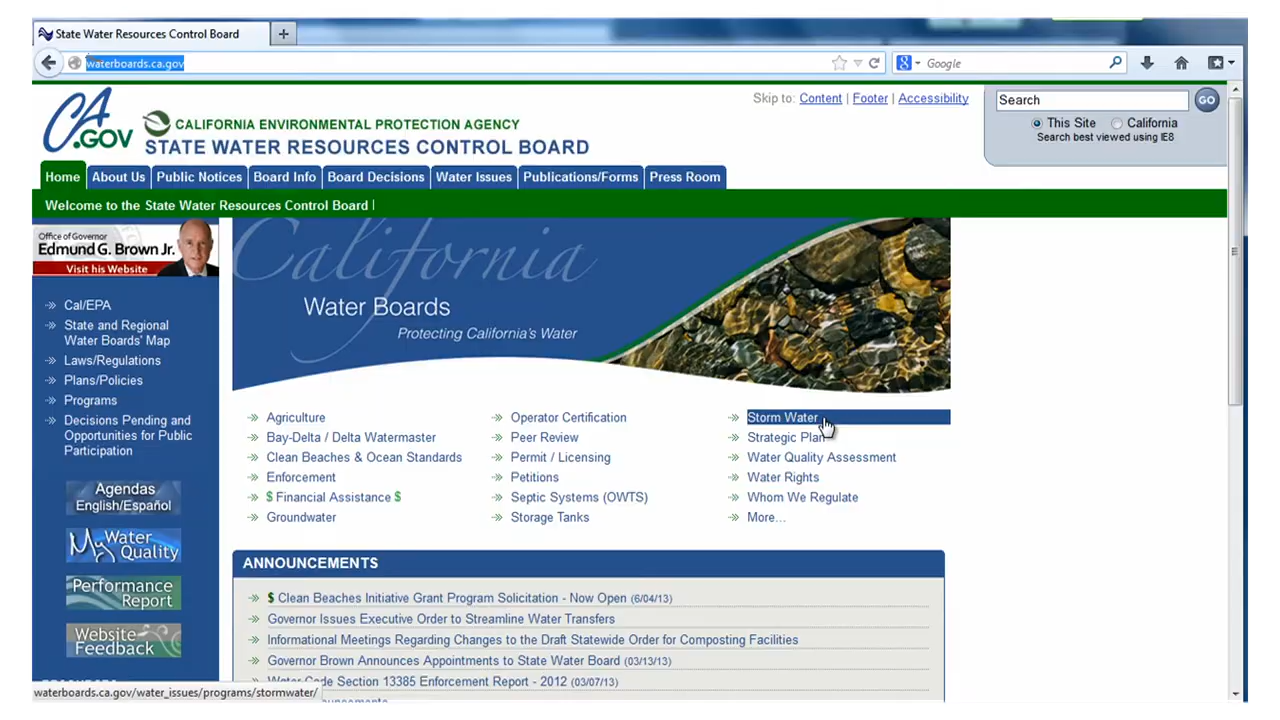 State Water Resources Control Board
waterboards.ca.gov
Google
Skip to: Content | Footer | Accessibility
Search
GO
This Site California
Search best viewed using IE8
CA.GOV
CALIFORNIA ENVIRONMENTAL PROTECTION AGENCY
STATE WATER RESOURCES CONTROL BOARD
Home About Us Public Notices Board Info Board Decisions Water Issues Publications/Forms Press Room
Welcome to the State Water Resources Control Board |
Office of Governor
Edmund G. Brown Jr.
Visit his Website
Cal/EPA
State and Regional
Water Boards' Map
Laws/Regulations
Plans/Policies
Programs
Decisions Pending and
Opportunities for Public
Participation
Agendas
English/Español
My Water
Quality
Performance
Report
Website
Feedback
California
Water Boards
Protecting California's Water
Agriculture
Bay-Delta / Delta Watermaster
Clean Beaches & Ocean Standards
Enforcement
$ Financial Assistance $
Groundwater
Operator Certification
Peer Review
Permit / Licensing
Petitions
Septic Systems (OWTS)
Storage Tanks
Storm Water
Strategic Plan
Water Quality Assessment
Water Rights
Whom We Regulate
More...
ANNOUNCEMENTS
$ Clean Beaches Initiative Grant Program Solicitation - Now Open (6/04/13)
Governor Issues Executive Order to Streamline Water Transfers
Informational Meetings Regarding Changes to the Draft Statewide Order for Composting Facilities
Governor Brown Announces Appointments to State Water Board (03/13/13)
Water Code Section 13385 Enforcement Report - 2012 (03/07/13)
waterboards.ca.gov/water_issues/programs/stormwater/